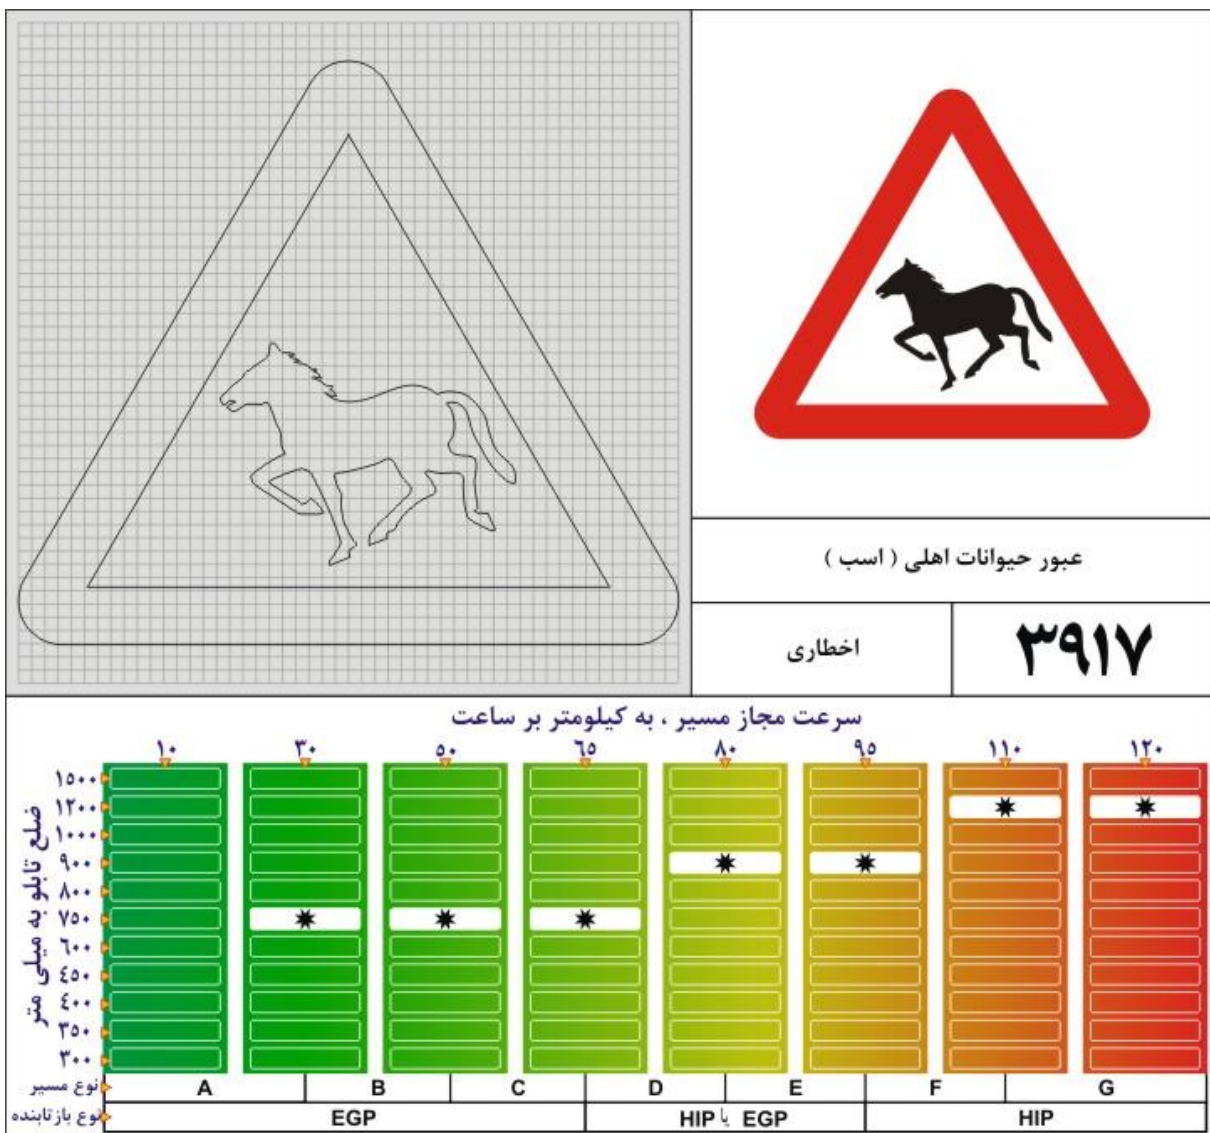 عبور حیوانات اهلی ( اسب )
۳۹۱۷
اخطاری
سرعت مجاز مسیر ، به کیلومتر بر ساعت
۱۰ ۳۰ ۵۰ ۶۵ ۸۰ ۹۵ ۱۱۰ ۱۲۰
ضلع تابلو به میلی متر
۱۵۰۰
۱۲۰۰
۱۰۰۰
۹۰۰
۸۰۰
۷۵۰
۶۰۰
٤۵۰
٤۰۰
۳۵۰
۳۰۰
نوع مسیر A B C D E F G
نوع بازتابنده EGP HIP یا EGP HIP